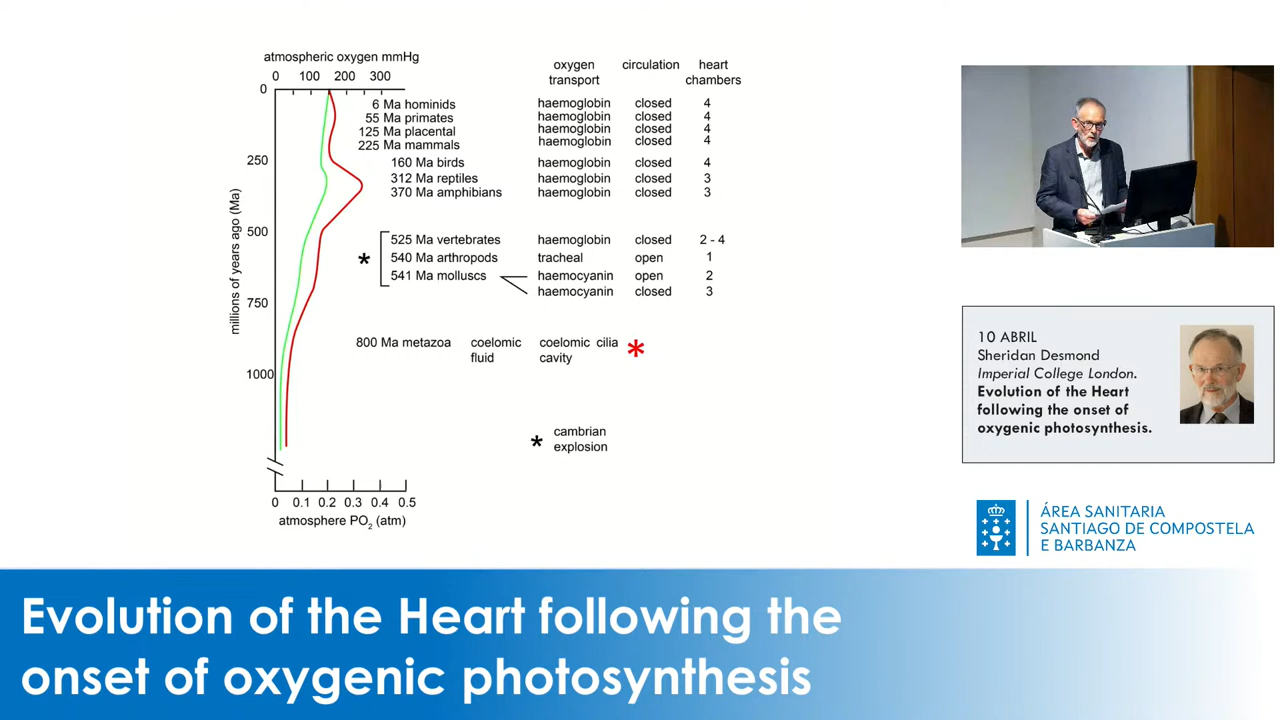 atmospheric oxygen mmHg
0 100 200 300
oxygen transport
circulation
heart chambers
0
6 Ma hominids haemoglobin closed 4
55 Ma primates haemoglobin closed 4
125 Ma placental haemoglobin closed 4
225 Ma mammals haemoglobin closed 4
250
160 Ma birds haemoglobin closed 4
312 Ma reptiles haemoglobin closed 3
370 Ma amphibians haemoglobin closed 3
millions of years ago (Ma)
500
525 Ma vertebrates haemoglobin closed 2 - 4
* 540 Ma arthropods tracheal open 1
541 Ma molluscs haemocyanin open 2
haemocyanin closed 3
750
800 Ma metazoa coelomic fluid coelomic cilia cavity *
1000
* cambrian
explosion
0 0.1 0.2 0.3 0.4 0.5
atmosphere PO2 (atm)
10 ABRIL
Sheridan Desmond
Imperial College London.
Evolution of the Heart
following the onset of
oxygenic photosynthesis.
ÁREA SANITARIA
SANTIAGO DE COMPOSTELA
E BARBANZA
Evolution of the Heart following the
onset of oxygenic photosynthesis